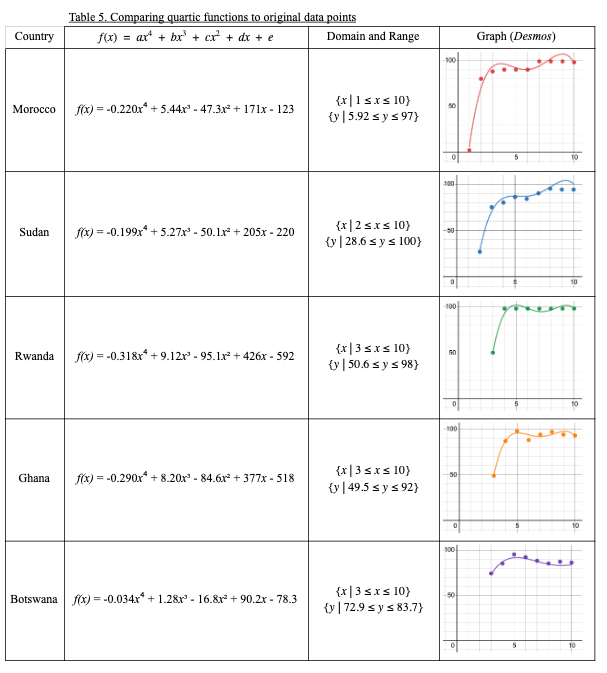 Table 5. Comparing quartic functions to original data points
Country f(x) = ax⁴ + bx³ + cx² + dx + e Domain and Range Graph (Desmos)
Morocco f(x) = -0.220x⁴ + 5.44x³ - 47.3x² + 171x - 123
{x | 1 ≤ x ≤ 10}
{y | 5.92 ≤ y ≤ 97}
100
50
0 5 10
Sudan f(x) = -0.199x⁴ + 5.27x³ - 50.1x² + 205x - 220
{x | 2 ≤ x ≤ 10}
{y | 28.6 ≤ y ≤ 100}
100
50
0 5 10
Rwanda f(x) = -0.318x⁴ + 9.12x³ - 95.1x² + 426x - 592
{x | 3 ≤ x ≤ 10}
{y | 50.6 ≤ y ≤ 98}
100
50
0 5 10
Ghana f(x) = -0.290x⁴ + 8.20x³ - 84.6x² + 377x - 518
{x | 3 ≤ x ≤ 10}
{y | 49.5 ≤ y ≤ 92}
100
50
0 5 10
Botswana f(x) = -0.034x⁴ + 1.28x³ - 16.8x² + 90.2x - 78.3
{x | 3 ≤ x ≤ 10}
{y | 72.9 ≤ y ≤ 83.7}
100
50
0 5 10